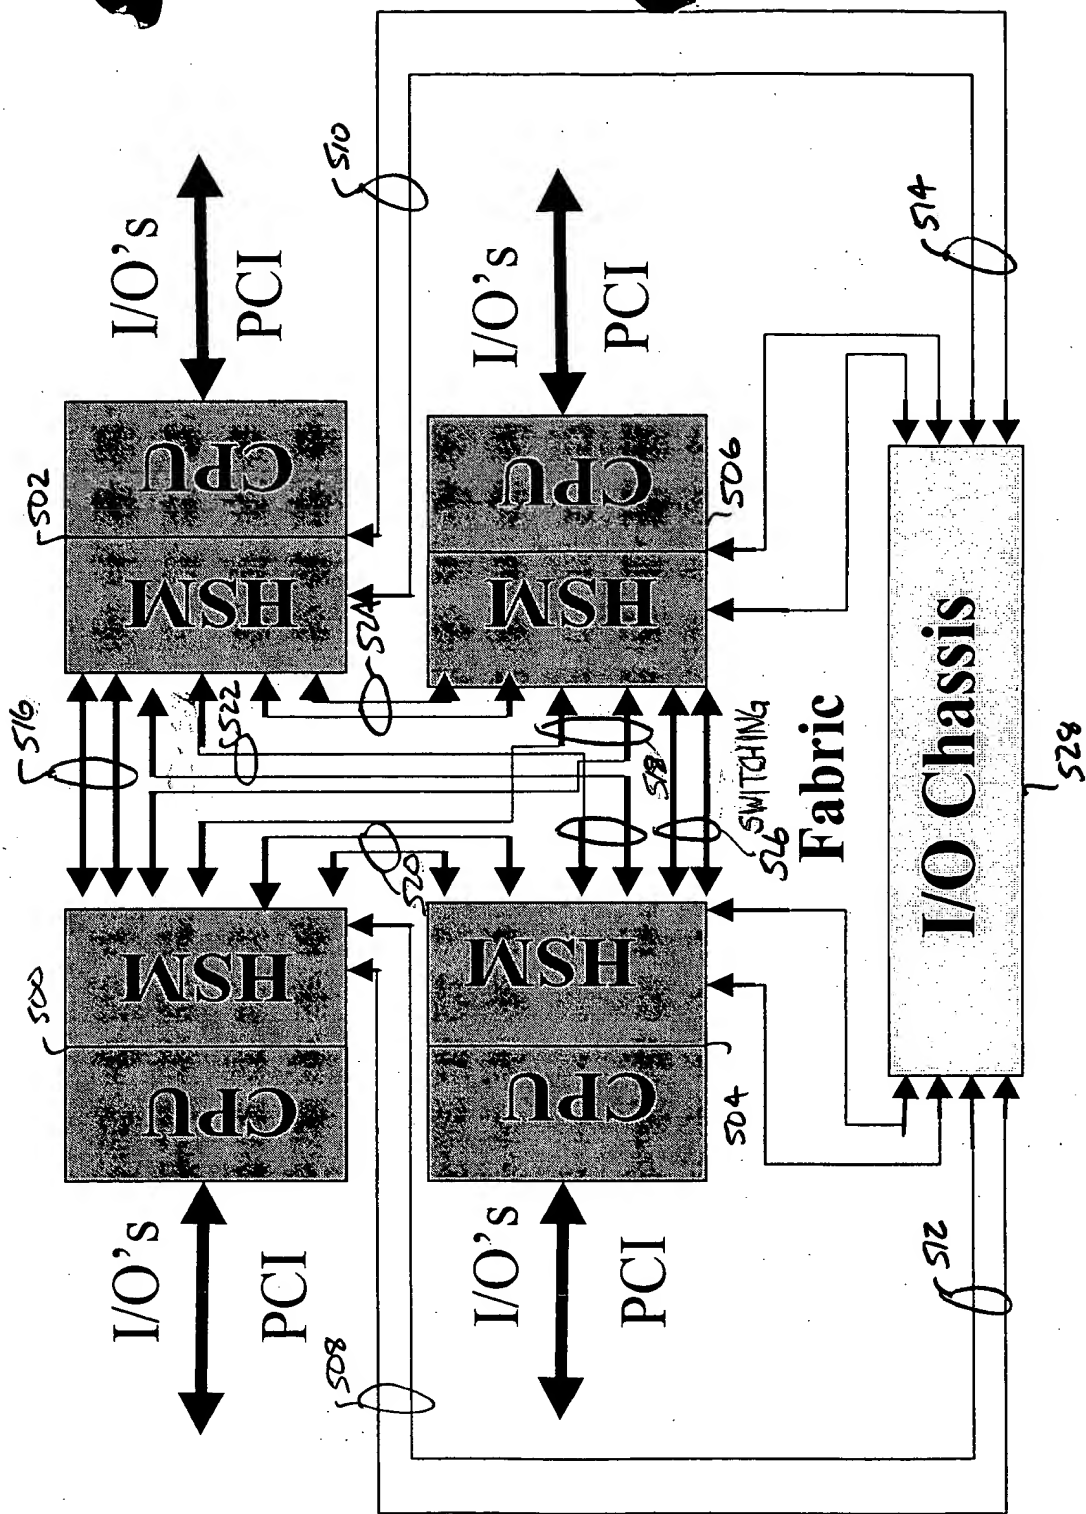 I/O's
PCI
500
CPU
HSM
516
522
524
502
HSM
CPU
I/O's
PCI
508
510
520
518
I/O's
PCI
504
CPU
HSM
526
SWITCHING
Fabric
HSM
CPU
506
I/O's
PCI
512
514
I/O Chassis
528